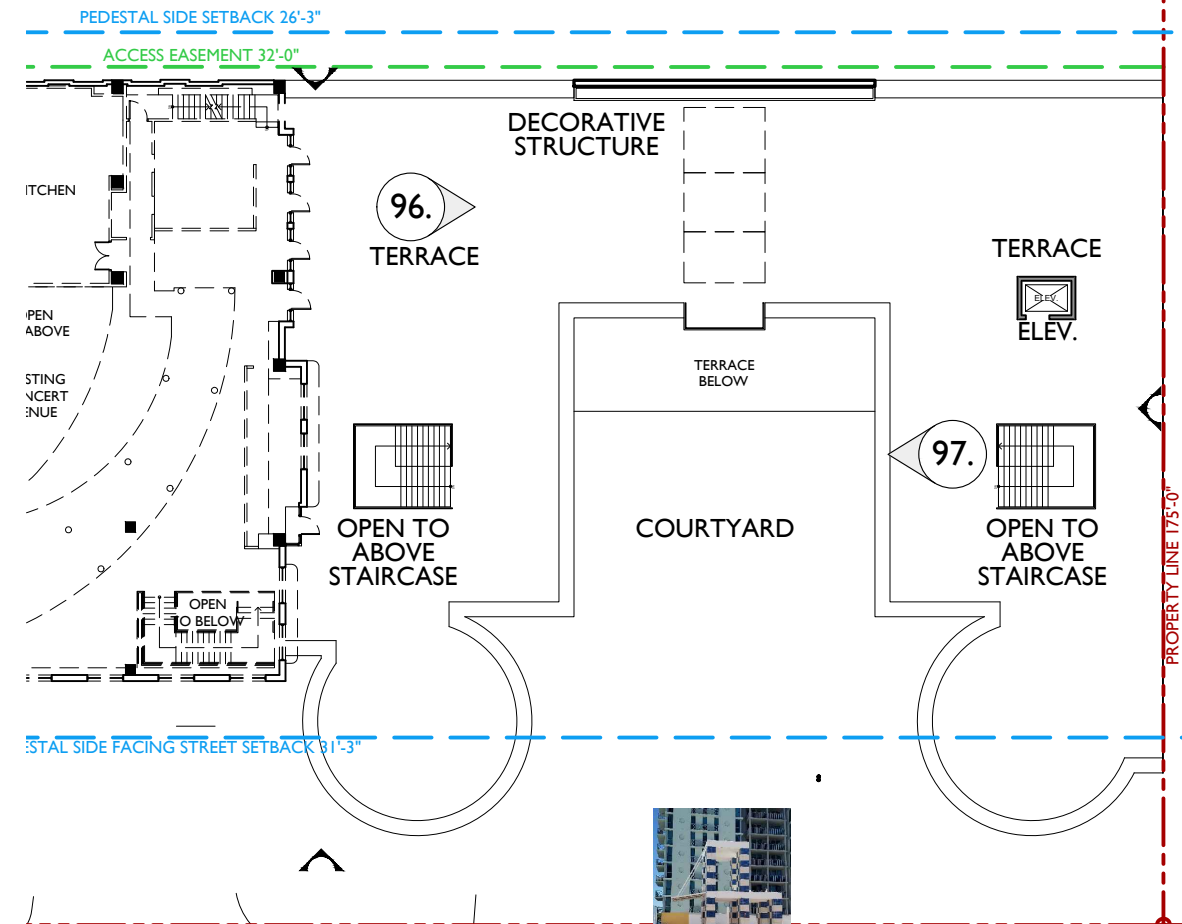 PEDESTAL SIDE SETBACK 26'-3"
ACCESS EASEMENT 32'-0"
DECORATIVE
STRUCTURE
ITCHEN
96.
TERRACE
TERRACE
ELEV.
ELEV.
OPEN
ABOVE
TERRACE
BELOW
STING
NCERT
ENUE
97.
OPEN TO
ABOVE
STAIRCASE
COURTYARD
OPEN TO
ABOVE
STAIRCASE
PROPERTY LINE 175'-0"
OPEN
TO BELOW
ESTAL SIDE FACING STREET SETBACK 31'-3"